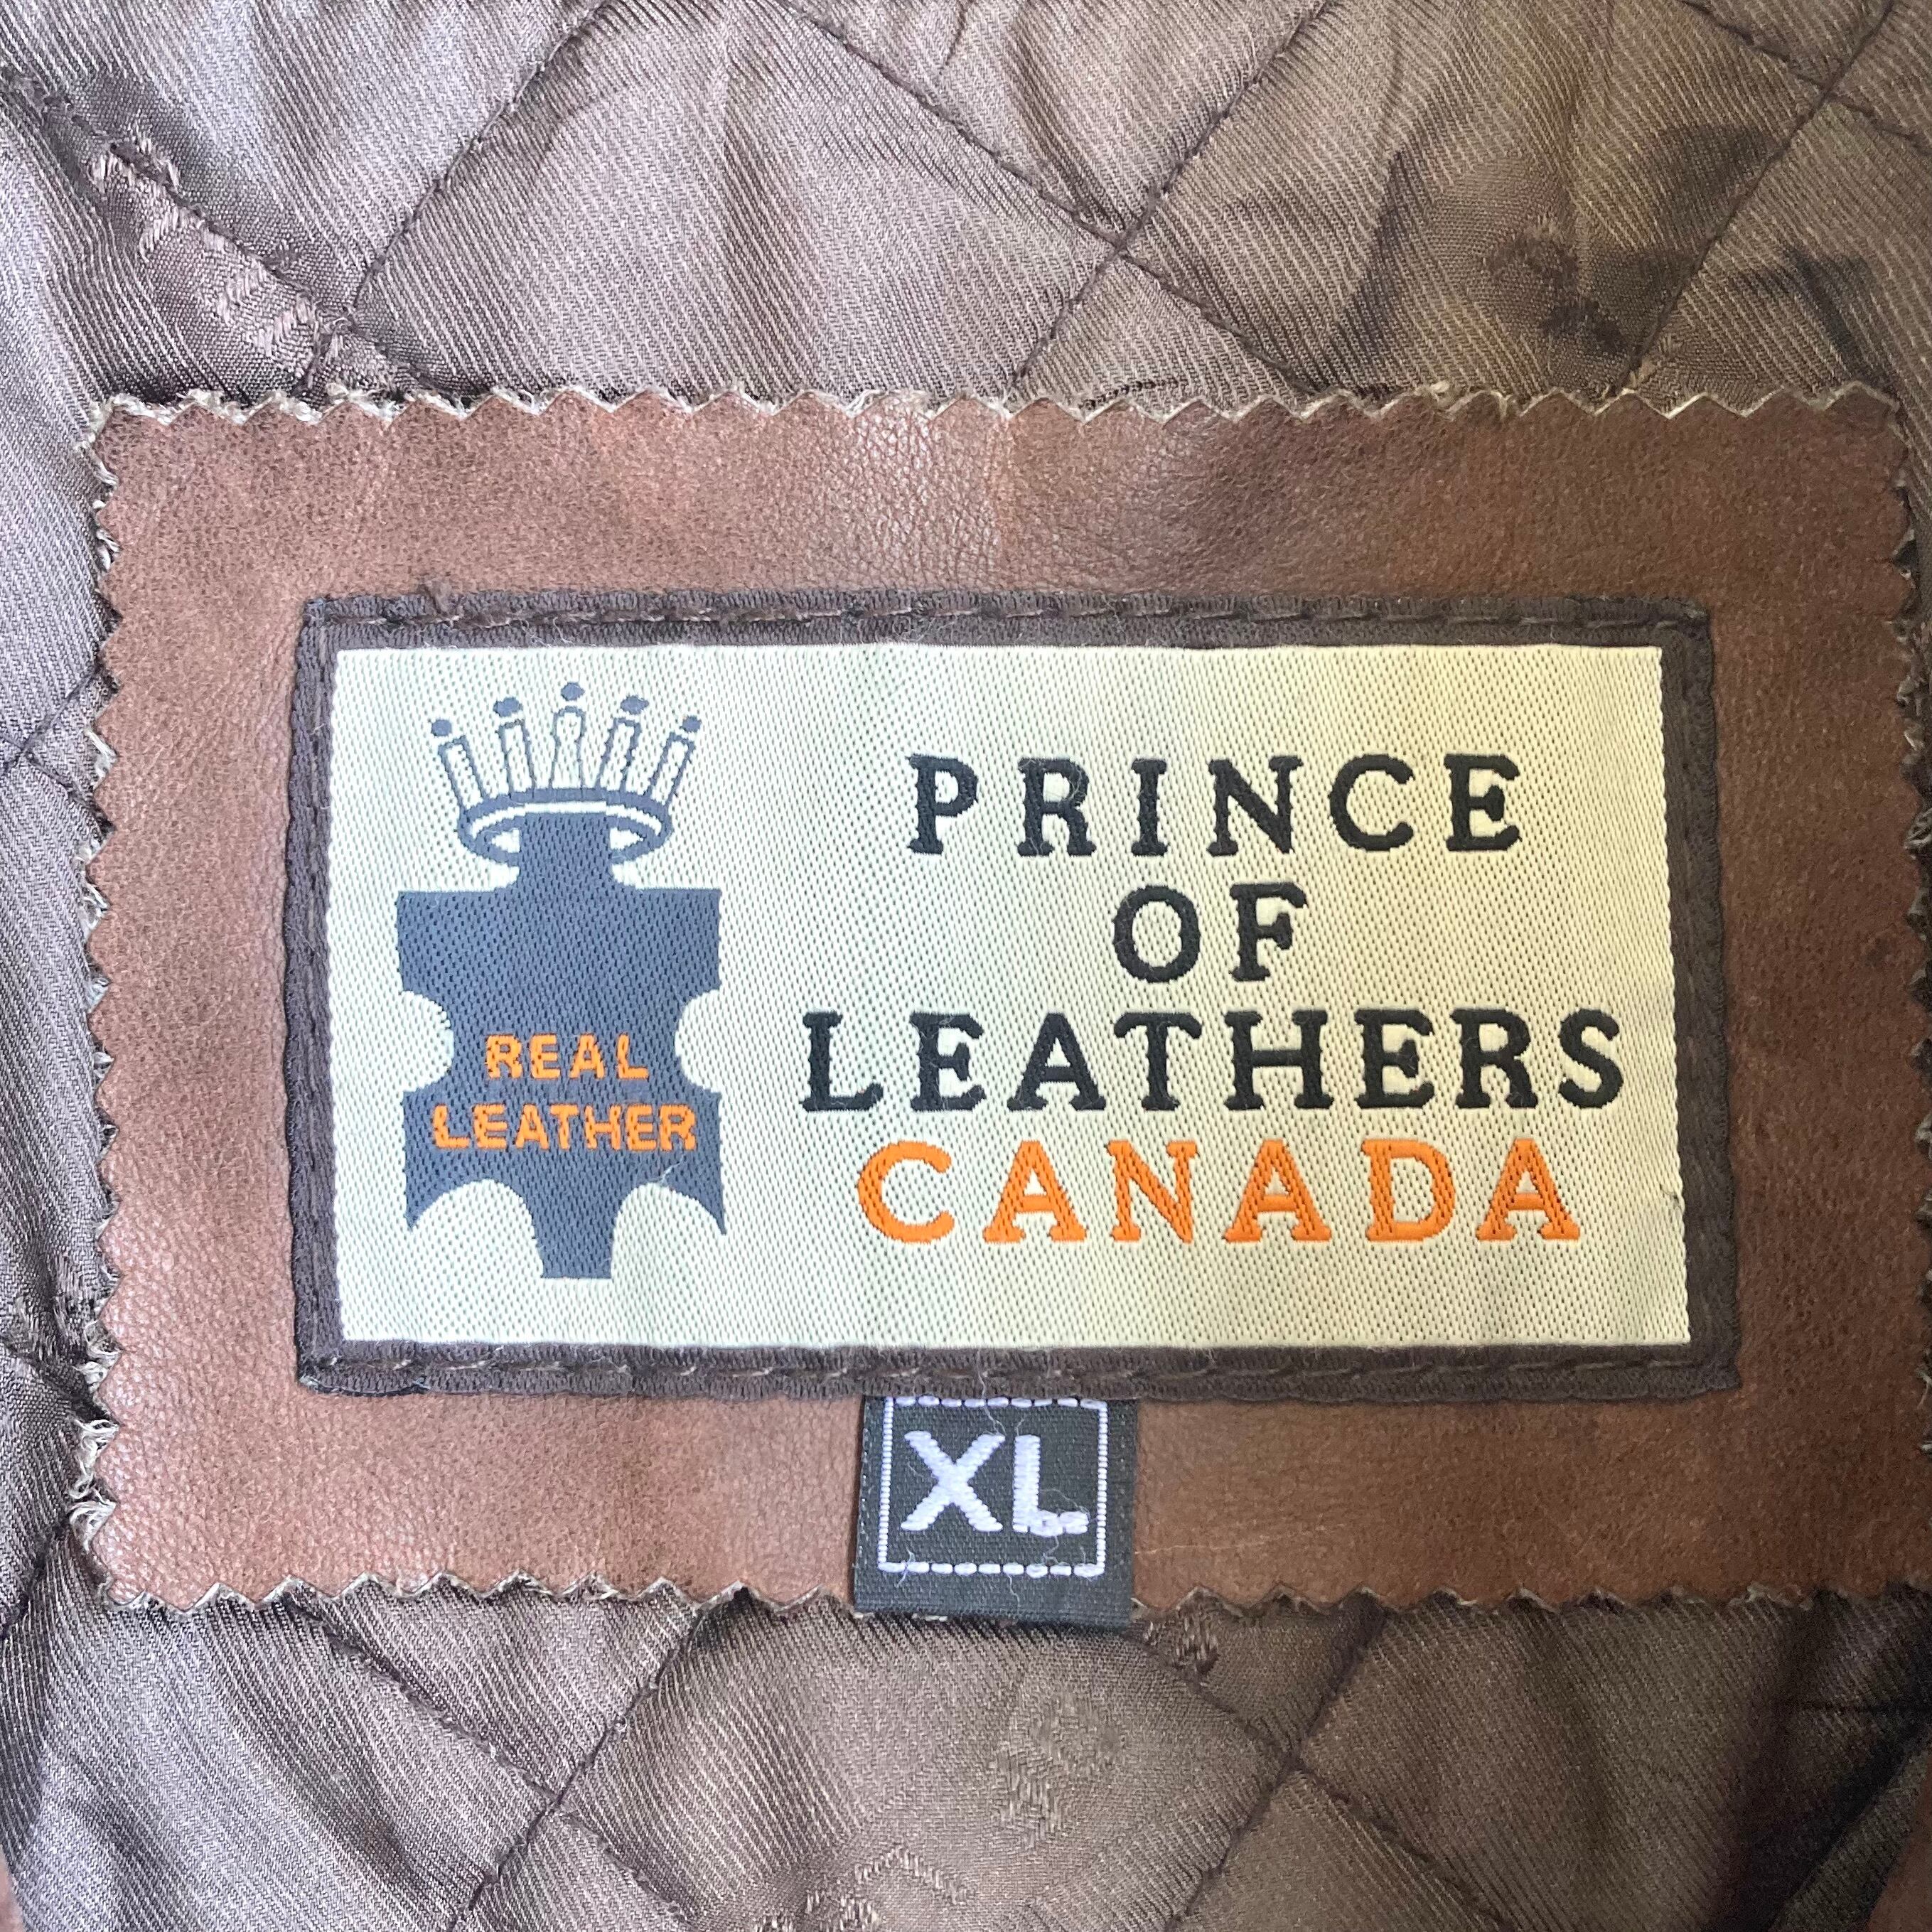 REAL
LEATHER
PRINCE
OF
LEATHERS
CANADA
XL